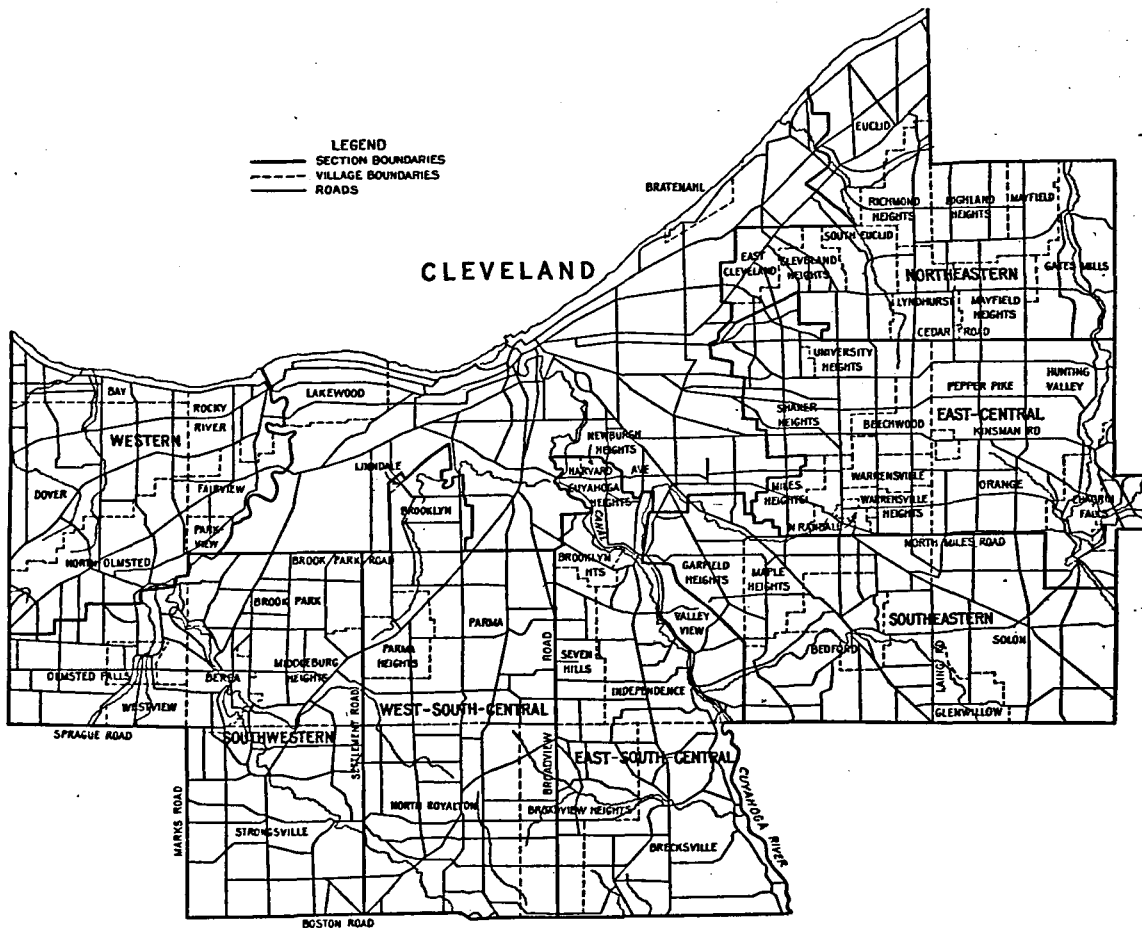 LEGEND
SECTION BOUNDARIES
VILLAGE BOUNDARIES
ROADS
EUCLID
BRATENAHL
RICHMOND
HEIGHTS
HIGHLAND
HEIGHTS
MAYFIELD
SOUTH EUCLID
CLEVELAND
EAST
CLEVELAND
CLEVELAND
HEIGHTS
NORTHEASTERN
GATES MILLS
LYNDHURST
MAYFIELD
HEIGHTS
CEDAR ROAD
UNIVERSITY
HEIGHTS
PEPPER PIKE
HUNTING
VALLEY
BAY
ROCKY
RIVER
LAKEWOOD
WESTERN
SHAKER
HEIGHTS
BEECHWOOD
EAST-CENTRAL
KINSMAN RD
NEWBURGH
HEIGHTS
LINNDALE
HARVARD AVE
CUYAHOGA
HEIGHTS
CANAL
MILES
HEIGHTS
WARRENSVILLE
WARRENSVILLE
HEIGHTS
ORANGE
CHAGRIN
FALLS
DOVER
FAIRVIEW
PARK
VIEW
BROOKLYN
N RANDALL
NORTH MILES ROAD
NORTH OLMSTED
BROOK PARK ROAD
BROOKLYN
HTS
GARFIELD
HEIGHTS
MAPLE
HEIGHTS
BROOK PARK
PARMA
VALLEY
VIEW
SOUTHEASTERN
SOLON
PARMA
HEIGHTS
SEVEN
HILLS
BEDFORD
OLMSTED FALLS
BEREA
MIDDLEBURG
HEIGHTS
INDEPENDENCE
LAING RD
GLENWILLOW
WESTVIEW
WEST-SOUTH-CENTRAL
SPRAGUE ROAD
SOUTHWESTERN
SETTLEMENT ROAD
BROADVIEW ROAD
EAST-SOUTH-CENTRAL
CUYAHOGA RIVER
MARKS ROAD
NORTH ROYALTON
BROADVIEW HEIGHTS
STRONGSVILLE
BRECKSVILLE
BOSTON ROAD